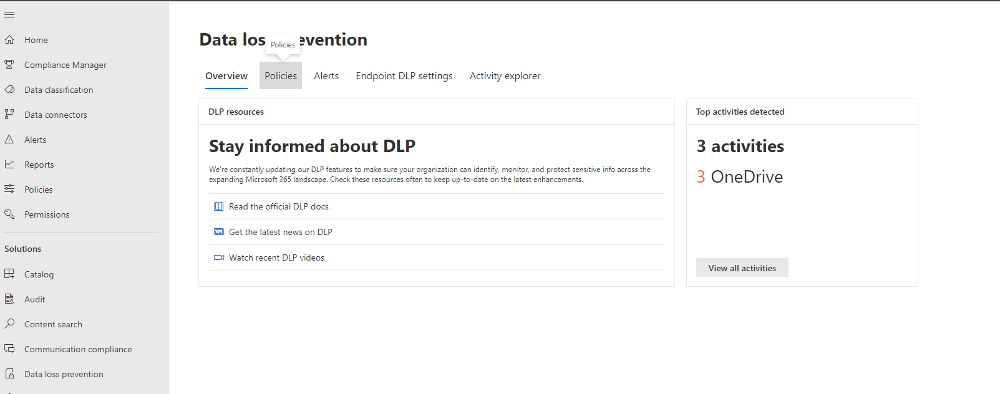 Home
Compliance Manager
Data classification
Data connectors
Alerts
Reports
Policies
Permissions
Solutions
Catalog
Audit
Content search
Communication compliance
Data loss prevention
Data los evention
Policies
Overview Policies Alerts Endpoint DLP settings Activity explorer
DLP resources
Stay informed about DLP
We're constantly updating our DLP features to make sure your organization can identify, monitor, and protect sensitive info across the
expanding Microsoft 365 landscape. Check these resources often to keep up-to-date on the latest enhancements.
Read the official DLP docs
Get the latest news on DLP
Watch recent DLP videos
Top activities detected
3 activities
3 OneDrive
View all activities